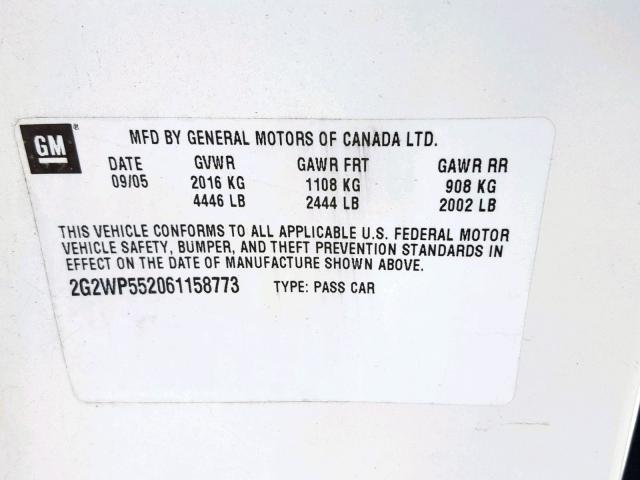 GM ®
MFD BY GENERAL MOTORS OF CANADA LTD.
DATE GVWR GAWR FRT GAWR RR
09/05 2016 KG 1108 KG 908 KG
4446 LB 2444 LB 2002 LB
THIS VEHICLE CONFORMS TO ALL APPLICABLE U.S. FEDERAL MOTOR
VEHICLE SAFETY, BUMPER, AND THEFT PREVENTION STANDARDS IN
EFFECT ON THE DATE OF MANUFACTURE SHOWN ABOVE.
2G2WP552061158773 TYPE: PASS CAR